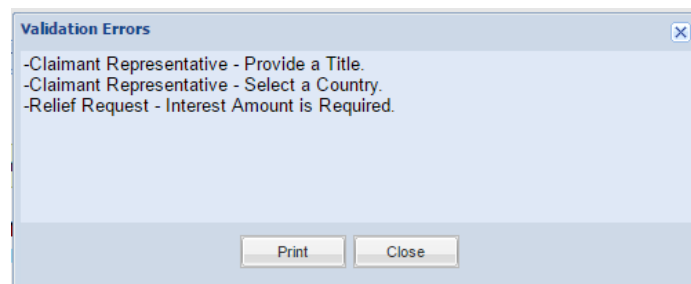 Validation Errors
-Claimant Representative - Provide a Title.
-Claimant Representative - Select a Country.
-Relief Request - Interest Amount is Required.
Print Close